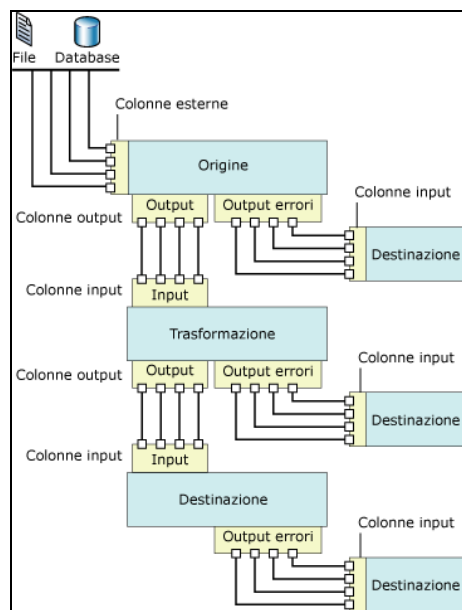 File
Database
Colonne esterne
Origine
Colonne input
Colonne output
Output
Output errori
Destinazione
Colonne input
Input
Trasformazione
Colonne input
Colonne output
Output
Output errori
Destinazione
Colonne input
Input
Destinazione
Colonne input
Output errori
Destinazione